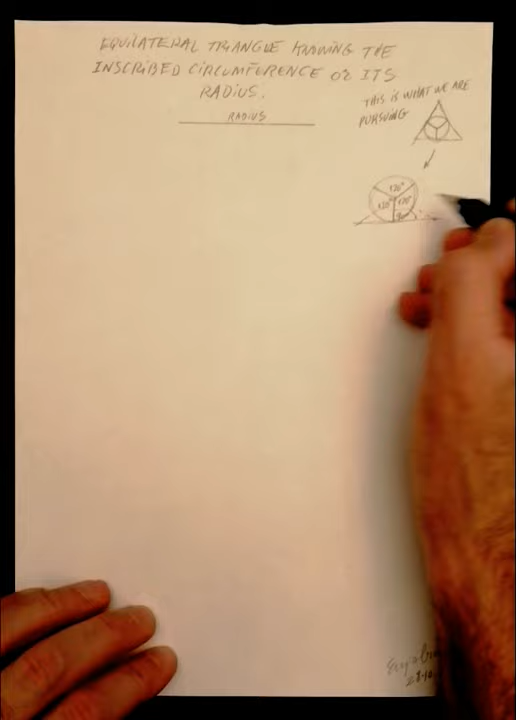 EQUILATERAL TRIANGLE KNOWING THE
INSCRIBED CIRCUMFERENCE OR ITS
RADIUS.
RADIUS
THIS IS WHAT WE ARE
PURSUING
120°
120° 120°